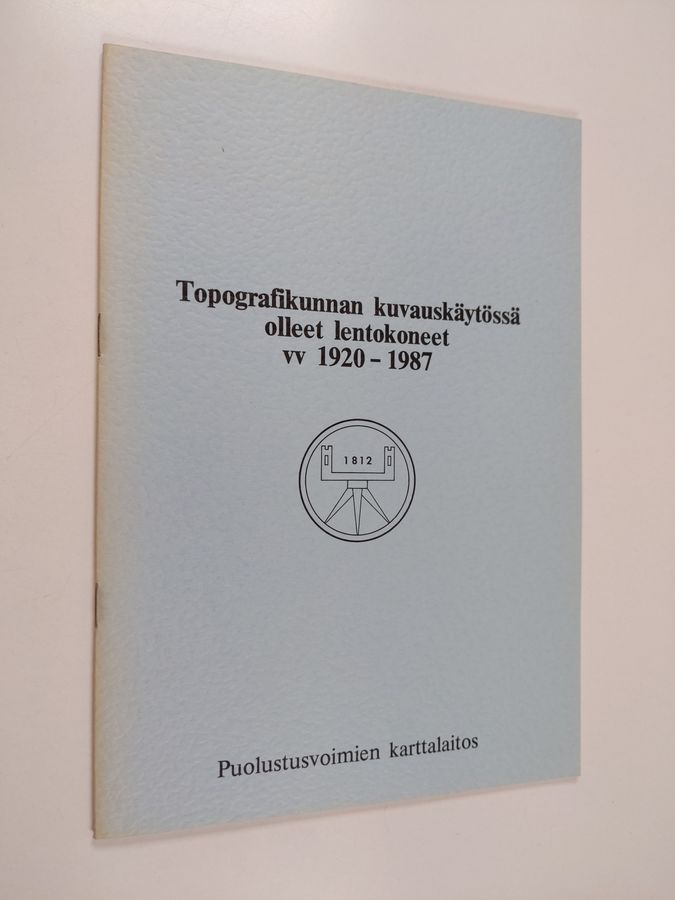 Topografikunnan kuvauskäytössä
olleet lentokoneet
vv 1920 – 1987
1812
Puolustusvoimien karttalaitos